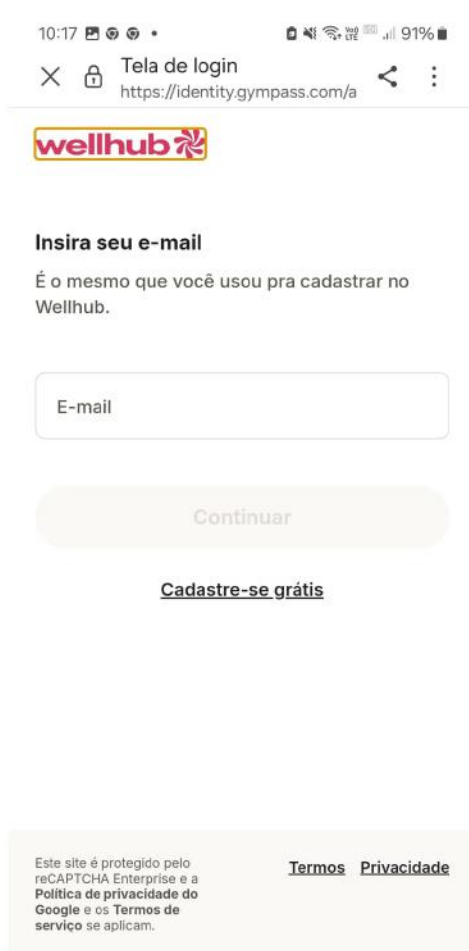 10:17 91%
Tela de login
https://identity.gympass.com/a
wellhub
Insira seu e-mail
É o mesmo que você usou pra cadastrar no
Wellhub.
E-mail
Continuar
Cadastre-se grátis
Este site é protegido pelo
reCAPTCHA Enterprise e a
Política de privacidade do
Google e os Termos de
serviço se aplicam.
Termos Privacidade